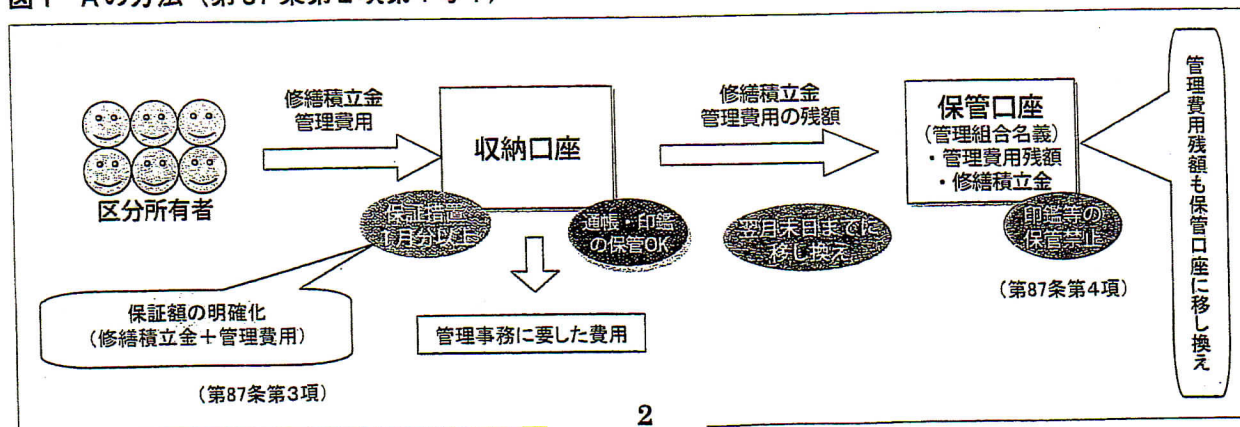 修繕積立金
管理費用
区分所有者
収納口座
保証措置
1月分以上
通帳・印鑑
の保管OK
修繕積立金
管理費用の残額
翌月末日までに
移し換え
保管口座
(管理組合名義)
・管理費用残額
・修繕積立金
印鑑等の
保管禁止
(第87条第4項)
管理費用残額も保管口座に移し換え
保証額の明確化
(修繕積立金+管理費用)
(第87条第3項)
管理事務に要した費用
2